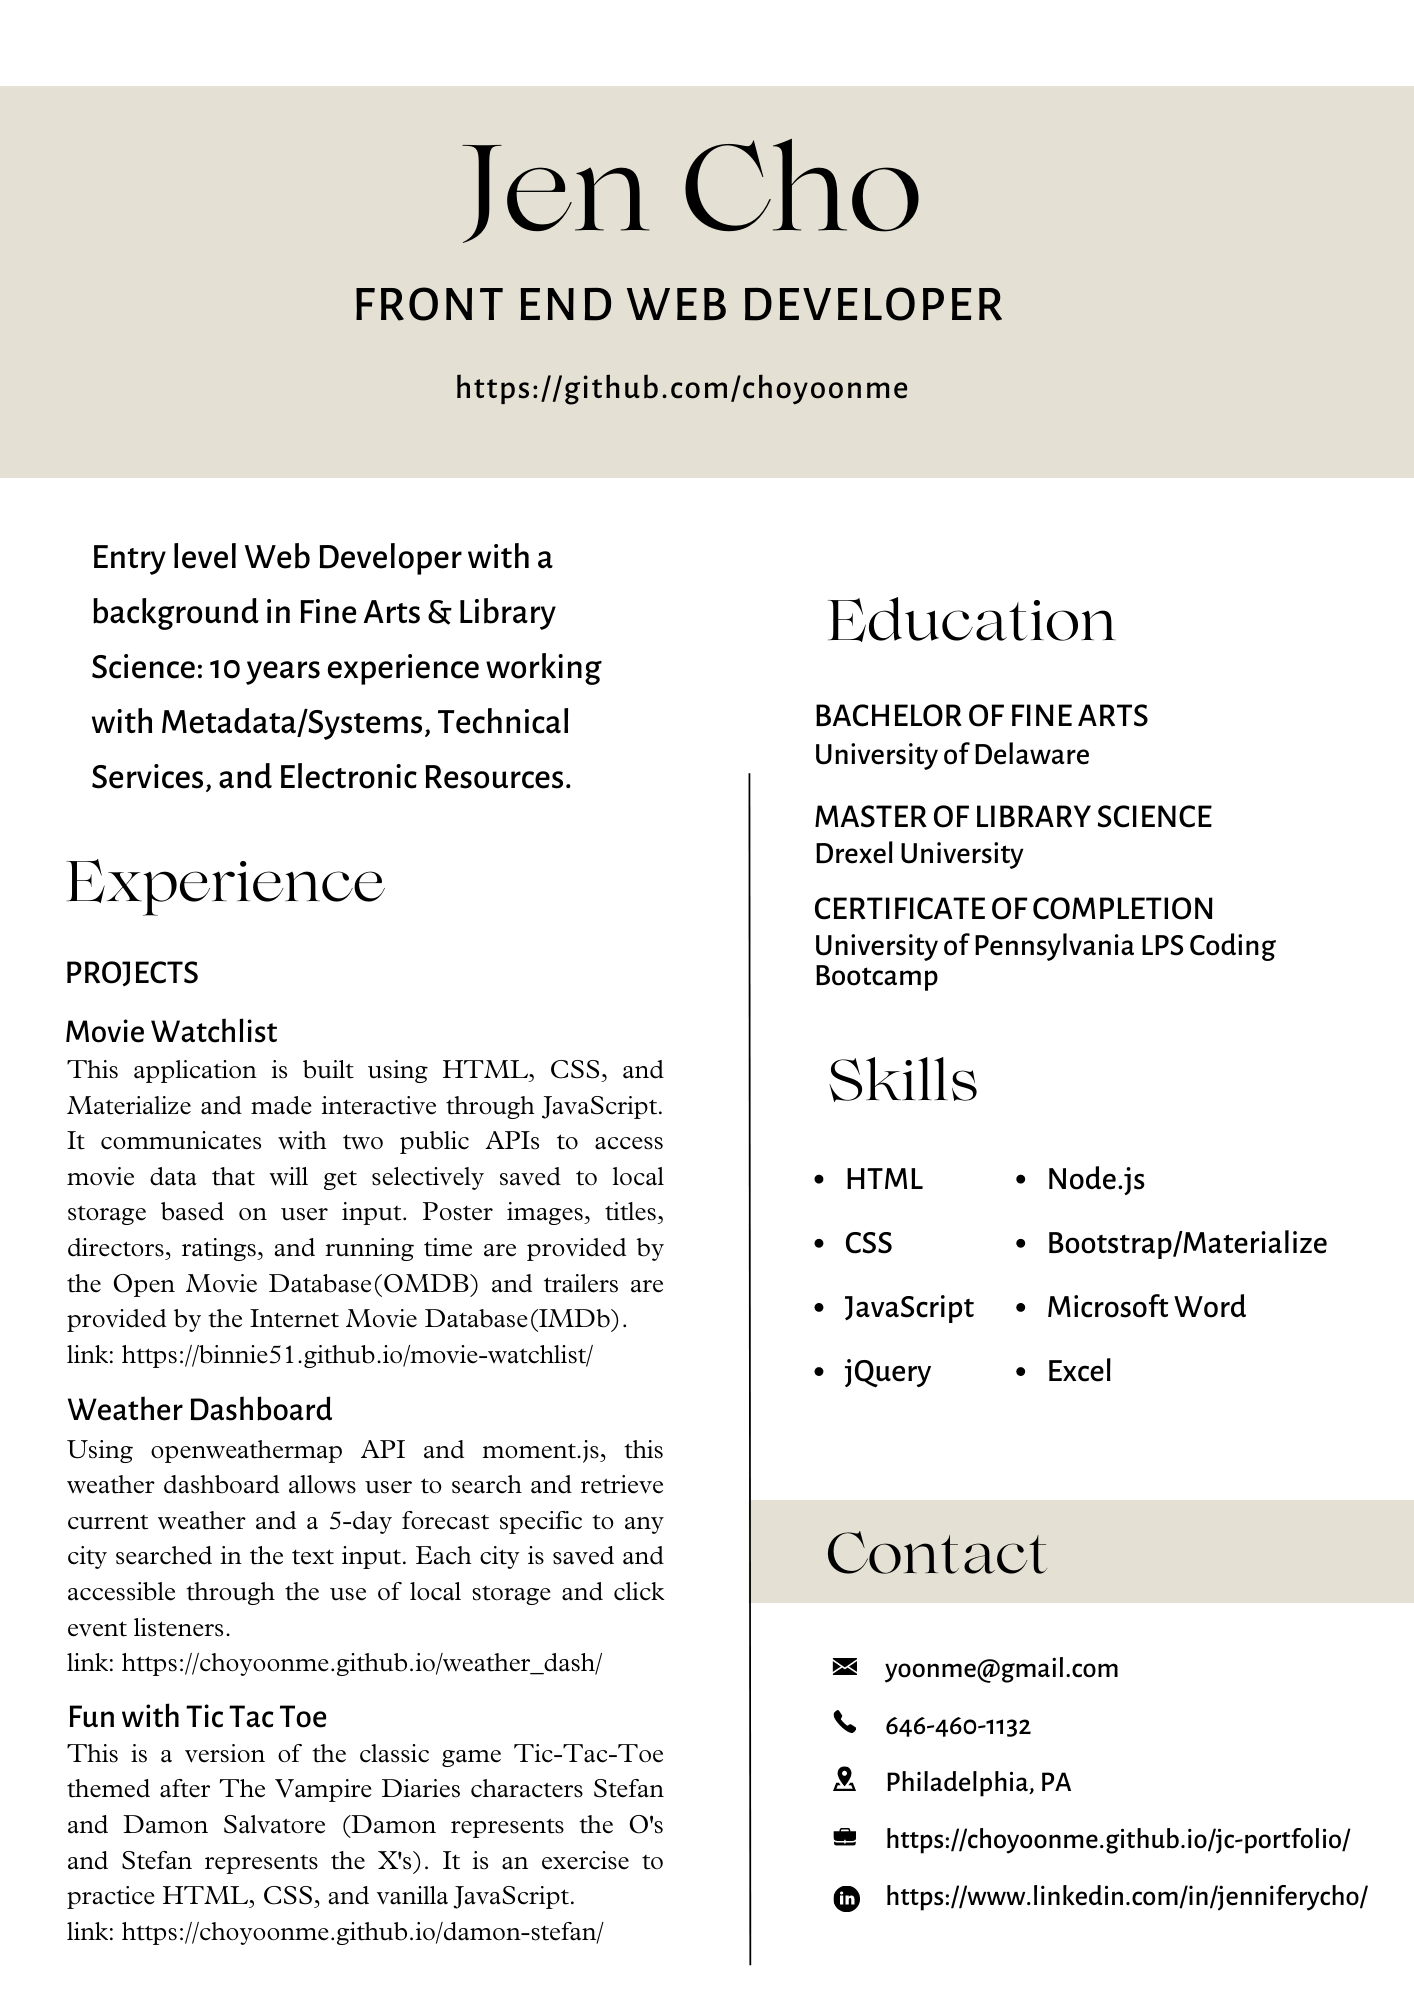 Jen Cho
FRONT END WEB DEVELOPER
https://github.com/choyoonme
Entry level Web Developer with a
background in Fine Arts & Library
Science: 10 years experience working
with Metadata/Systems, Technical
Services, and Electronic Resources.
Experience
PROJECTS
Movie Watchlist
This application is built using HTML, CSS, and
Materialize and made interactive through JavaScript.
It communicates with two public APIs to access
movie data that will get selectively saved to local
storage based on user input. Poster images, titles,
directors, ratings, and running time are provided by
the Open Movie Database(OMDB) and trailers are
provided by the Internet Movie Database(IMDb).
link: https://binnie51.github.io/movie-watchlist/
Weather Dashboard
Using openweathermap API and moment.js, this
weather dashboard allows user to search and retrieve
current weather and a 5-day forecast specific to any
city searched in the text input. Each city is saved and
accessible through the use of local storage and click
event listeners.
link: https://choyoonme.github.io/weather_dash/
Fun with Tic Tac Toe
This is a version of the classic game Tic-Tac-Toe
themed after The Vampire Diaries characters Stefan
and Damon Salvatore (Damon represents the O's
and Stefan represents the X's). It is an exercise to
practice HTML, CSS, and vanilla JavaScript.
link: https://choyoonme.github.io/damon-stefan/
Education
BACHELOR OF FINE ARTS
University of Delaware
MASTER OF LIBRARY SCIENCE
Drexel University
CERTIFICATE OF COMPLETION
University of Pennsylvania LPS Coding
Bootcamp
Skills
• HTML
• CSS
• JavaScript
• jQuery
• Node.js
• Bootstrap/Materialize
• Microsoft Word
• Excel
Contact
yoonme@gmail.com
646-460-1132
Philadelphia, PA
https://choyoonme.github.io/jc-portfolio/
in https://www.linkedin.com/in/jenniferycho/